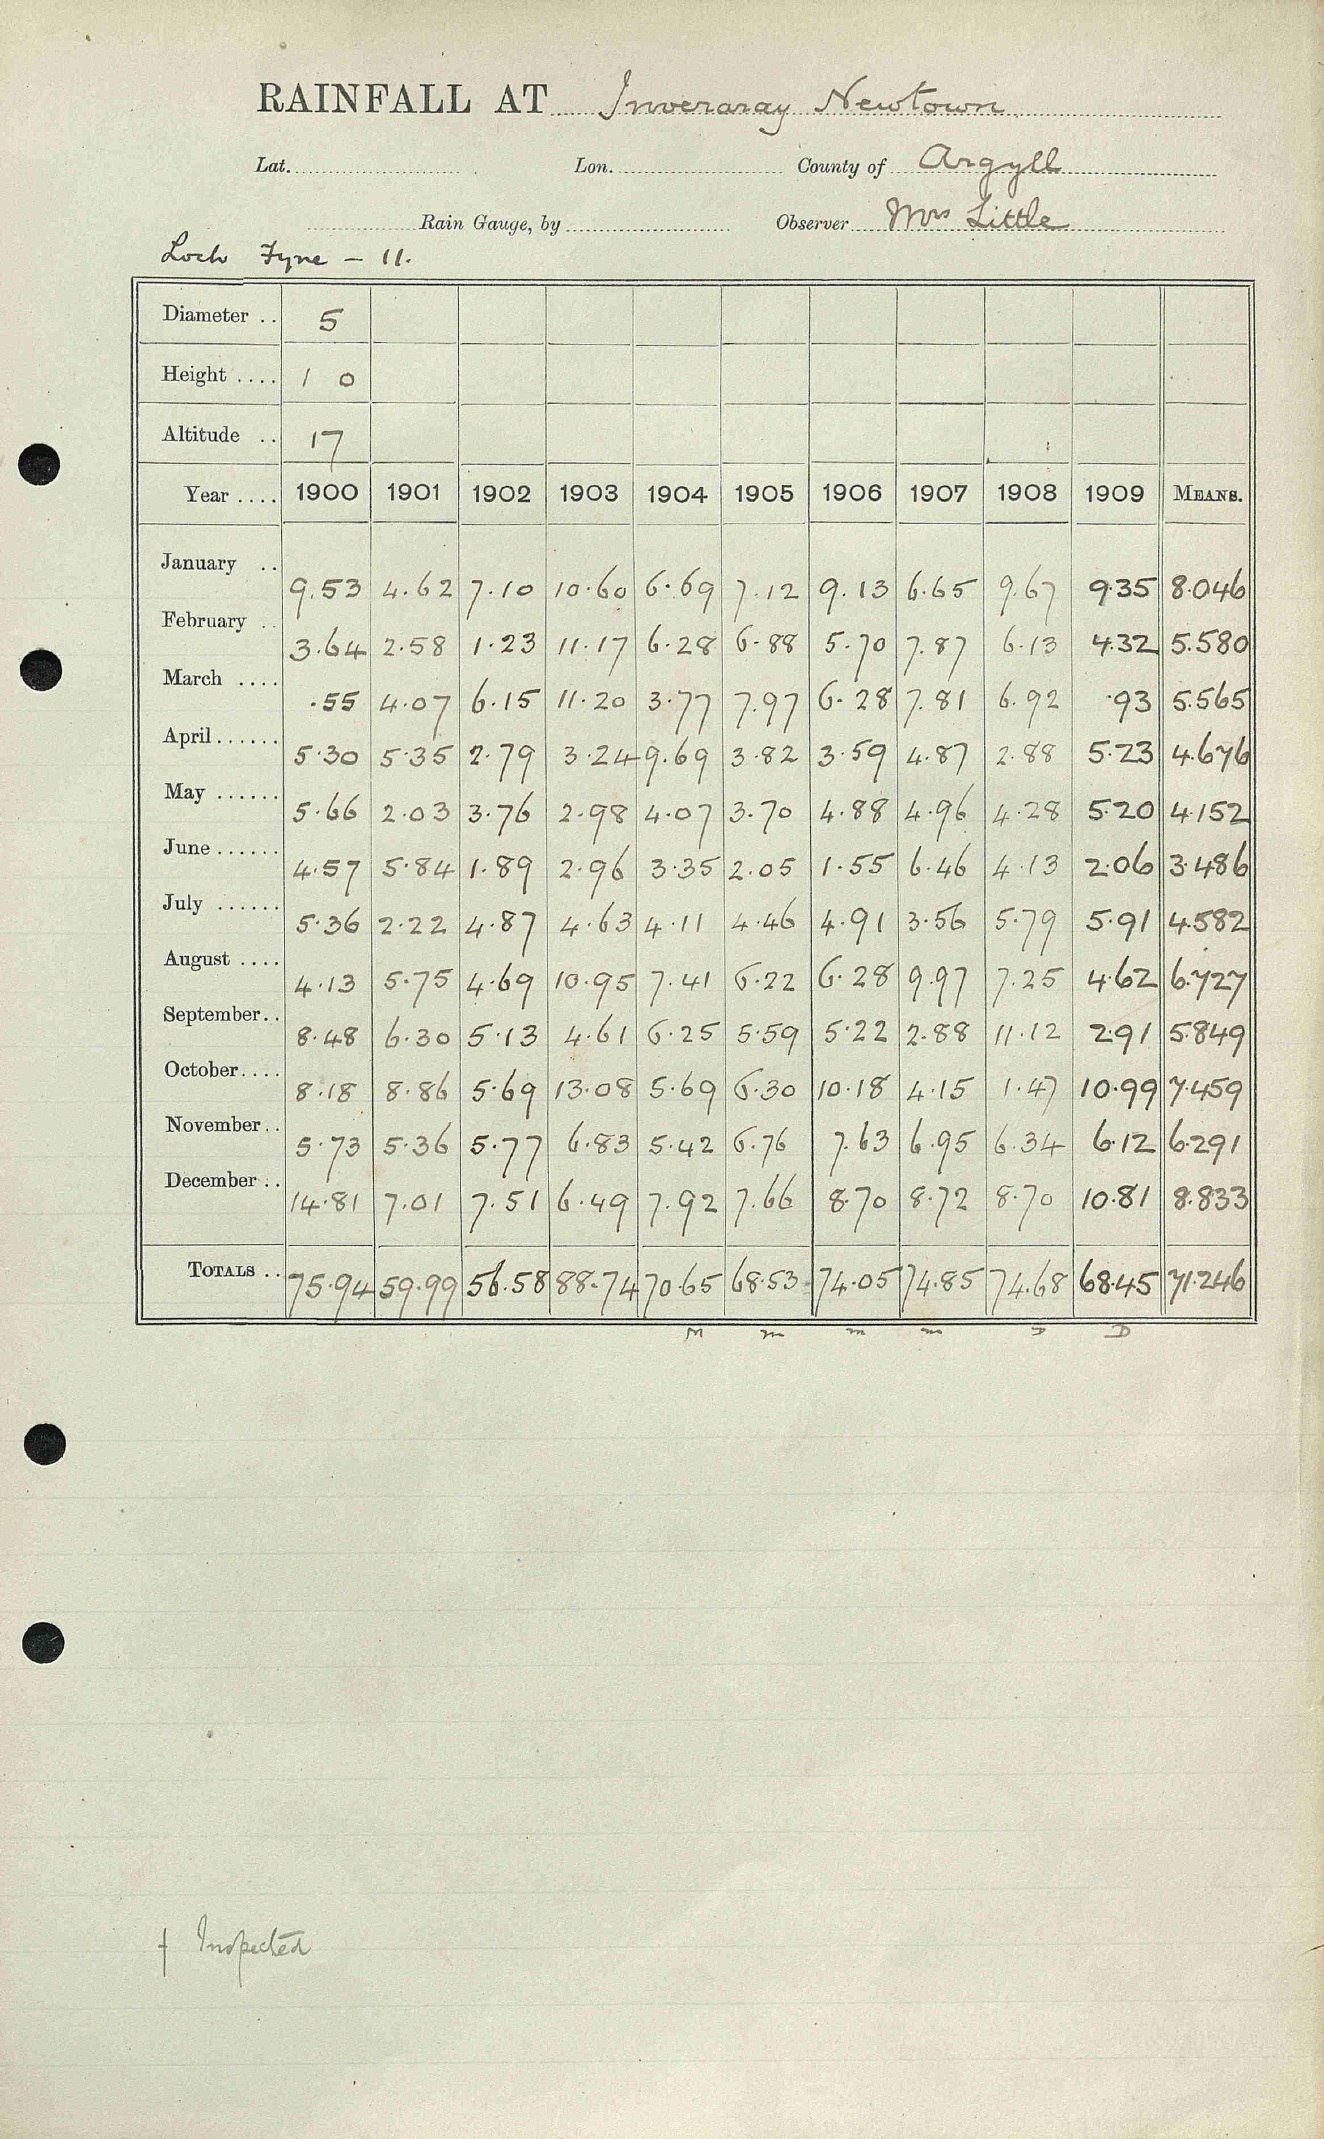 RAINFALL AT Inveraray Newtown
Lat. Lon. County of Argyll
Rain Gauge, by Observer Mrs Little
Loch Fyne - 11.
Diameter .. 5
Height .... 1 0
Altitude .. 17
Year .... 1900 1901 1902 1903 1904 1905 1906 1907 1908 1909 MEANS.
January .. 9.53 4.62 7.10 10.60 6.69 7.12 9.13 6.65 9.67 9.35 8.046
February .. 3.64 2.58 1.23 11.17 6.28 6.88 5.70 7.87 6.13 4.32 5.580
March .... .55 4.07 6.15 11.20 3.77 7.97 6.28 7.81 6.92 .93 5.565
April ...... 5.30 5.35 2.79 3.24 9.69 3.82 3.59 4.87 2.88 5.23 4.676
May ...... 5.66 2.03 3.76 2.98 4.07 3.70 4.88 4.96 4.28 5.20 4.152
June ...... 4.57 5.84 1.89 2.96 3.35 2.05 1.55 6.46 4.13 2.06 3.486
July ...... 5.36 2.22 4.87 4.63 4.11 4.46 4.91 3.56 5.79 5.91 4.582
August .... 4.13 5.75 4.69 10.95 7.41 6.22 6.28 9.97 7.25 4.62 6.727
September.. 8.48 6.30 5.13 4.61 6.25 5.59 5.22 2.88 11.12 2.91 5.849
October.... 8.18 8.86 5.69 13.08 5.69 6.30 10.18 4.15 1.47 10.99 7.459
November.. 5.73 5.36 5.77 6.83 5.42 6.76 7.63 6.95 6.34 6.12 6.291
December .. 14.81 7.01 7.51 6.49 7.92 7.66 8.70 8.72 8.70 10.81 8.833
TOTALS .. 75.94 59.99 56.58 88.74 70.65 68.53 74.05 74.85 74.68 68.45 71.246
M m m m D D
† Inspected